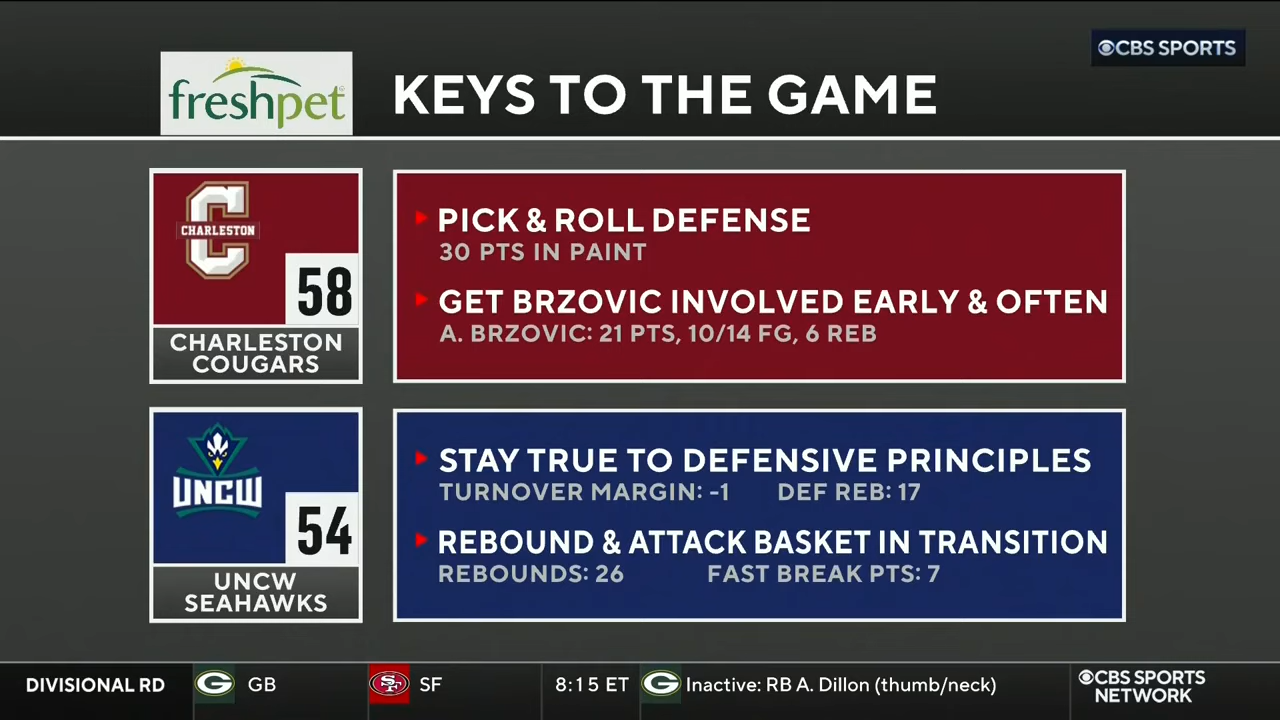 freshpet
KEYS TO THE GAME
CBS SPORTS
C
CHARLESTON
58
CHARLESTON
COUGARS
PICK & ROLL DEFENSE
30 PTS IN PAINT
GET BRZOVIC INVOLVED EARLY & OFTEN
A. BRZOVIC: 21 PTS, 10/14 FG, 6 REB
UNCW
54
UNCW
SEAHAWKS
STAY TRUE TO DEFENSIVE PRINCIPLES
TURNOVER MARGIN: -1 DEF REB: 17
REBOUND & ATTACK BASKET IN TRANSITION
REBOUNDS: 26 FAST BREAK PTS: 7
DIVISIONAL RD G GB SF SF 8:15 ET G Inactive: RB A. Dillon (thumb/neck)
CBS SPORTS
NETWORK